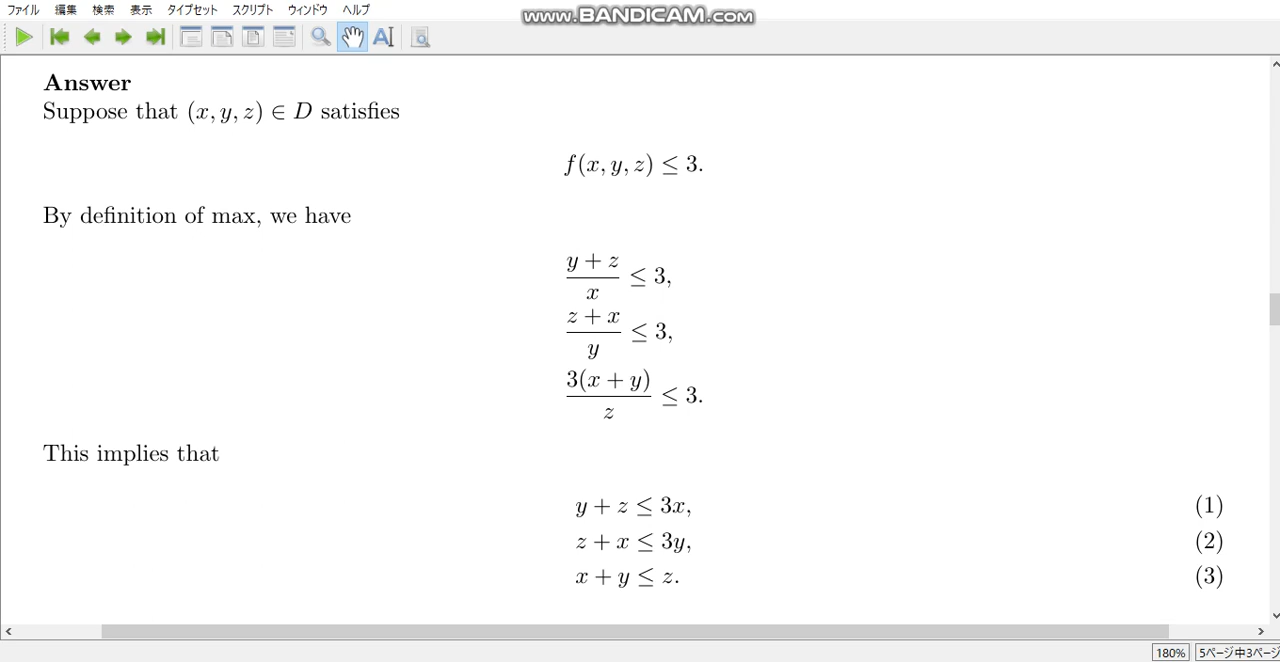 ファイル 編集 検索 表示 タイプセット スクリプト ウィンドウ ヘルプ
www.BANDICAM.com
Answer
Suppose that (x, y, z) ∈ D satisfies
f(x, y, z) ≤ 3.
By definition of max, we have
(y + z)/x ≤ 3,
(z + x)/y ≤ 3,
3(x + y)/z ≤ 3.
This implies that
y + z ≤ 3x, (1)
z + x ≤ 3y, (2)
x + y ≤ z. (3)
180% 5ページ中3ページ